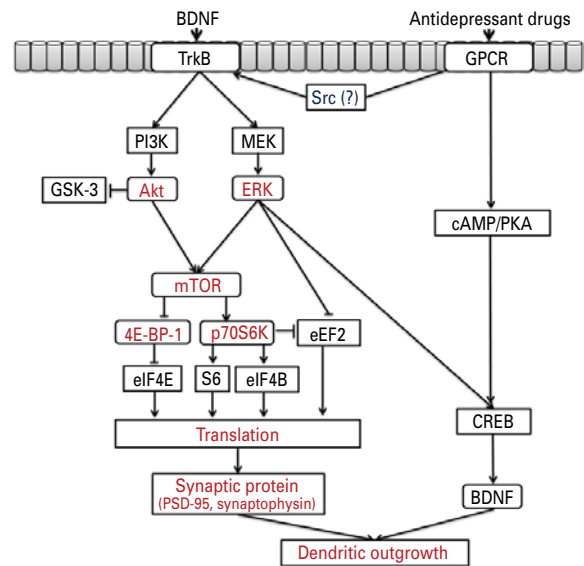 BDNF
Antidepressant drugs
TrkB
GPCR
Src (?)
PI3K
MEK
GSK-3
Akt
ERK
cAMP/PKA
mTOR
4E-BP-1
p70S6K
eEF2
eIF4E
S6
eIF4B
CREB
Translation
Synaptic protein
(PSD-95, synaptophysin)
BDNF
Dendritic outgrowth